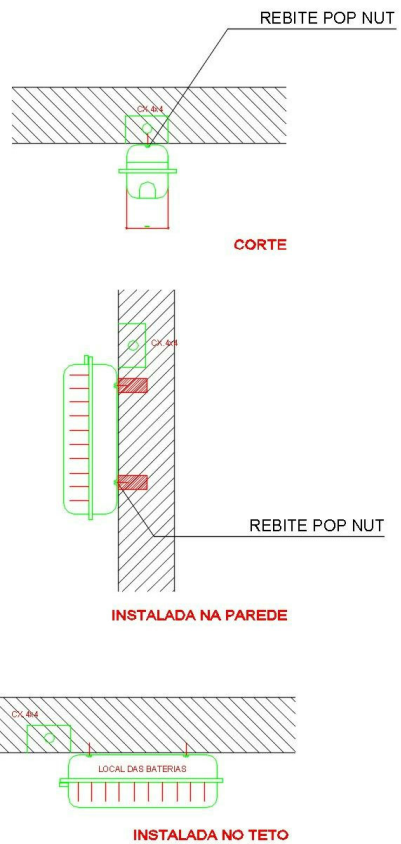 REBITE POP NUT
CX. 4x4
CORTE
CX. 4x4
REBITE POP NUT
INSTALADA NA PAREDE
CX. 4x4
LOCAL DAS BATERIAS
INSTALADA NO TETO